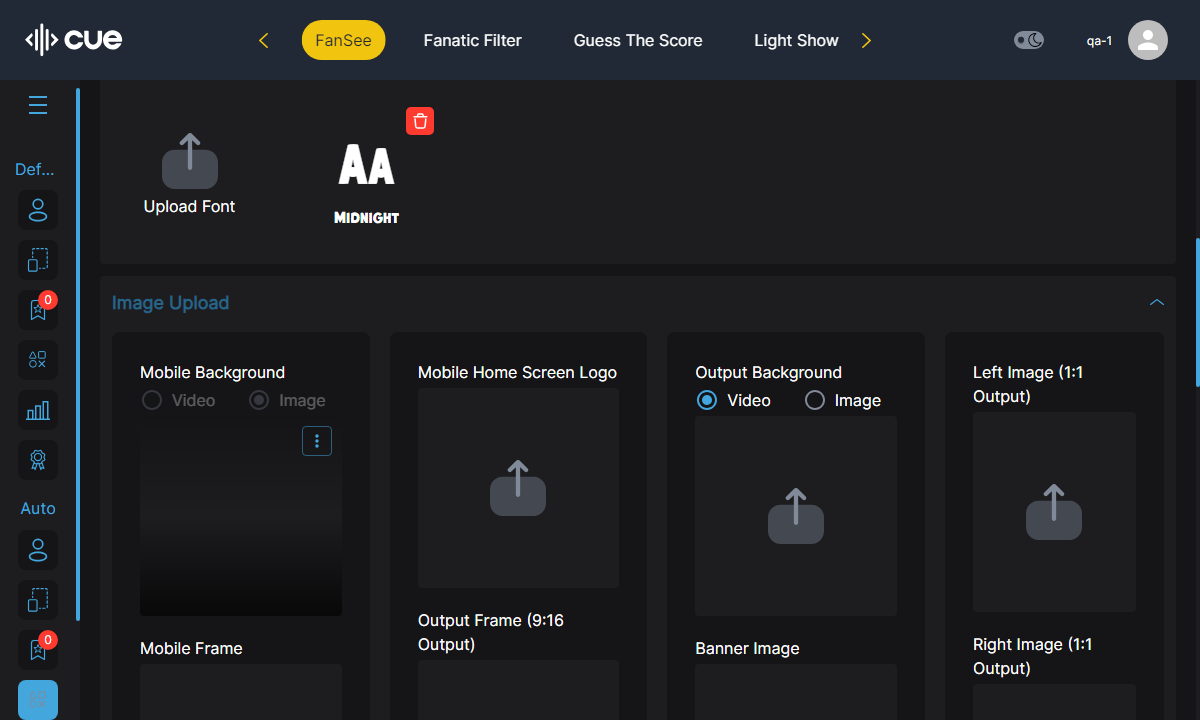 cue
FanSee
Fanatic Filter
Guess The Score
Light Show
qa-1
Def...
0
Auto
0
Upload Font
AA
MIDNIGHT
Image Upload
Mobile Background
Video
Image
Mobile Frame
Mobile Home Screen Logo
Output Frame (9:16
Output)
Output Background
Video
Image
Banner Image
Left Image (1:1
Output)
Right Image (1:1
Output)